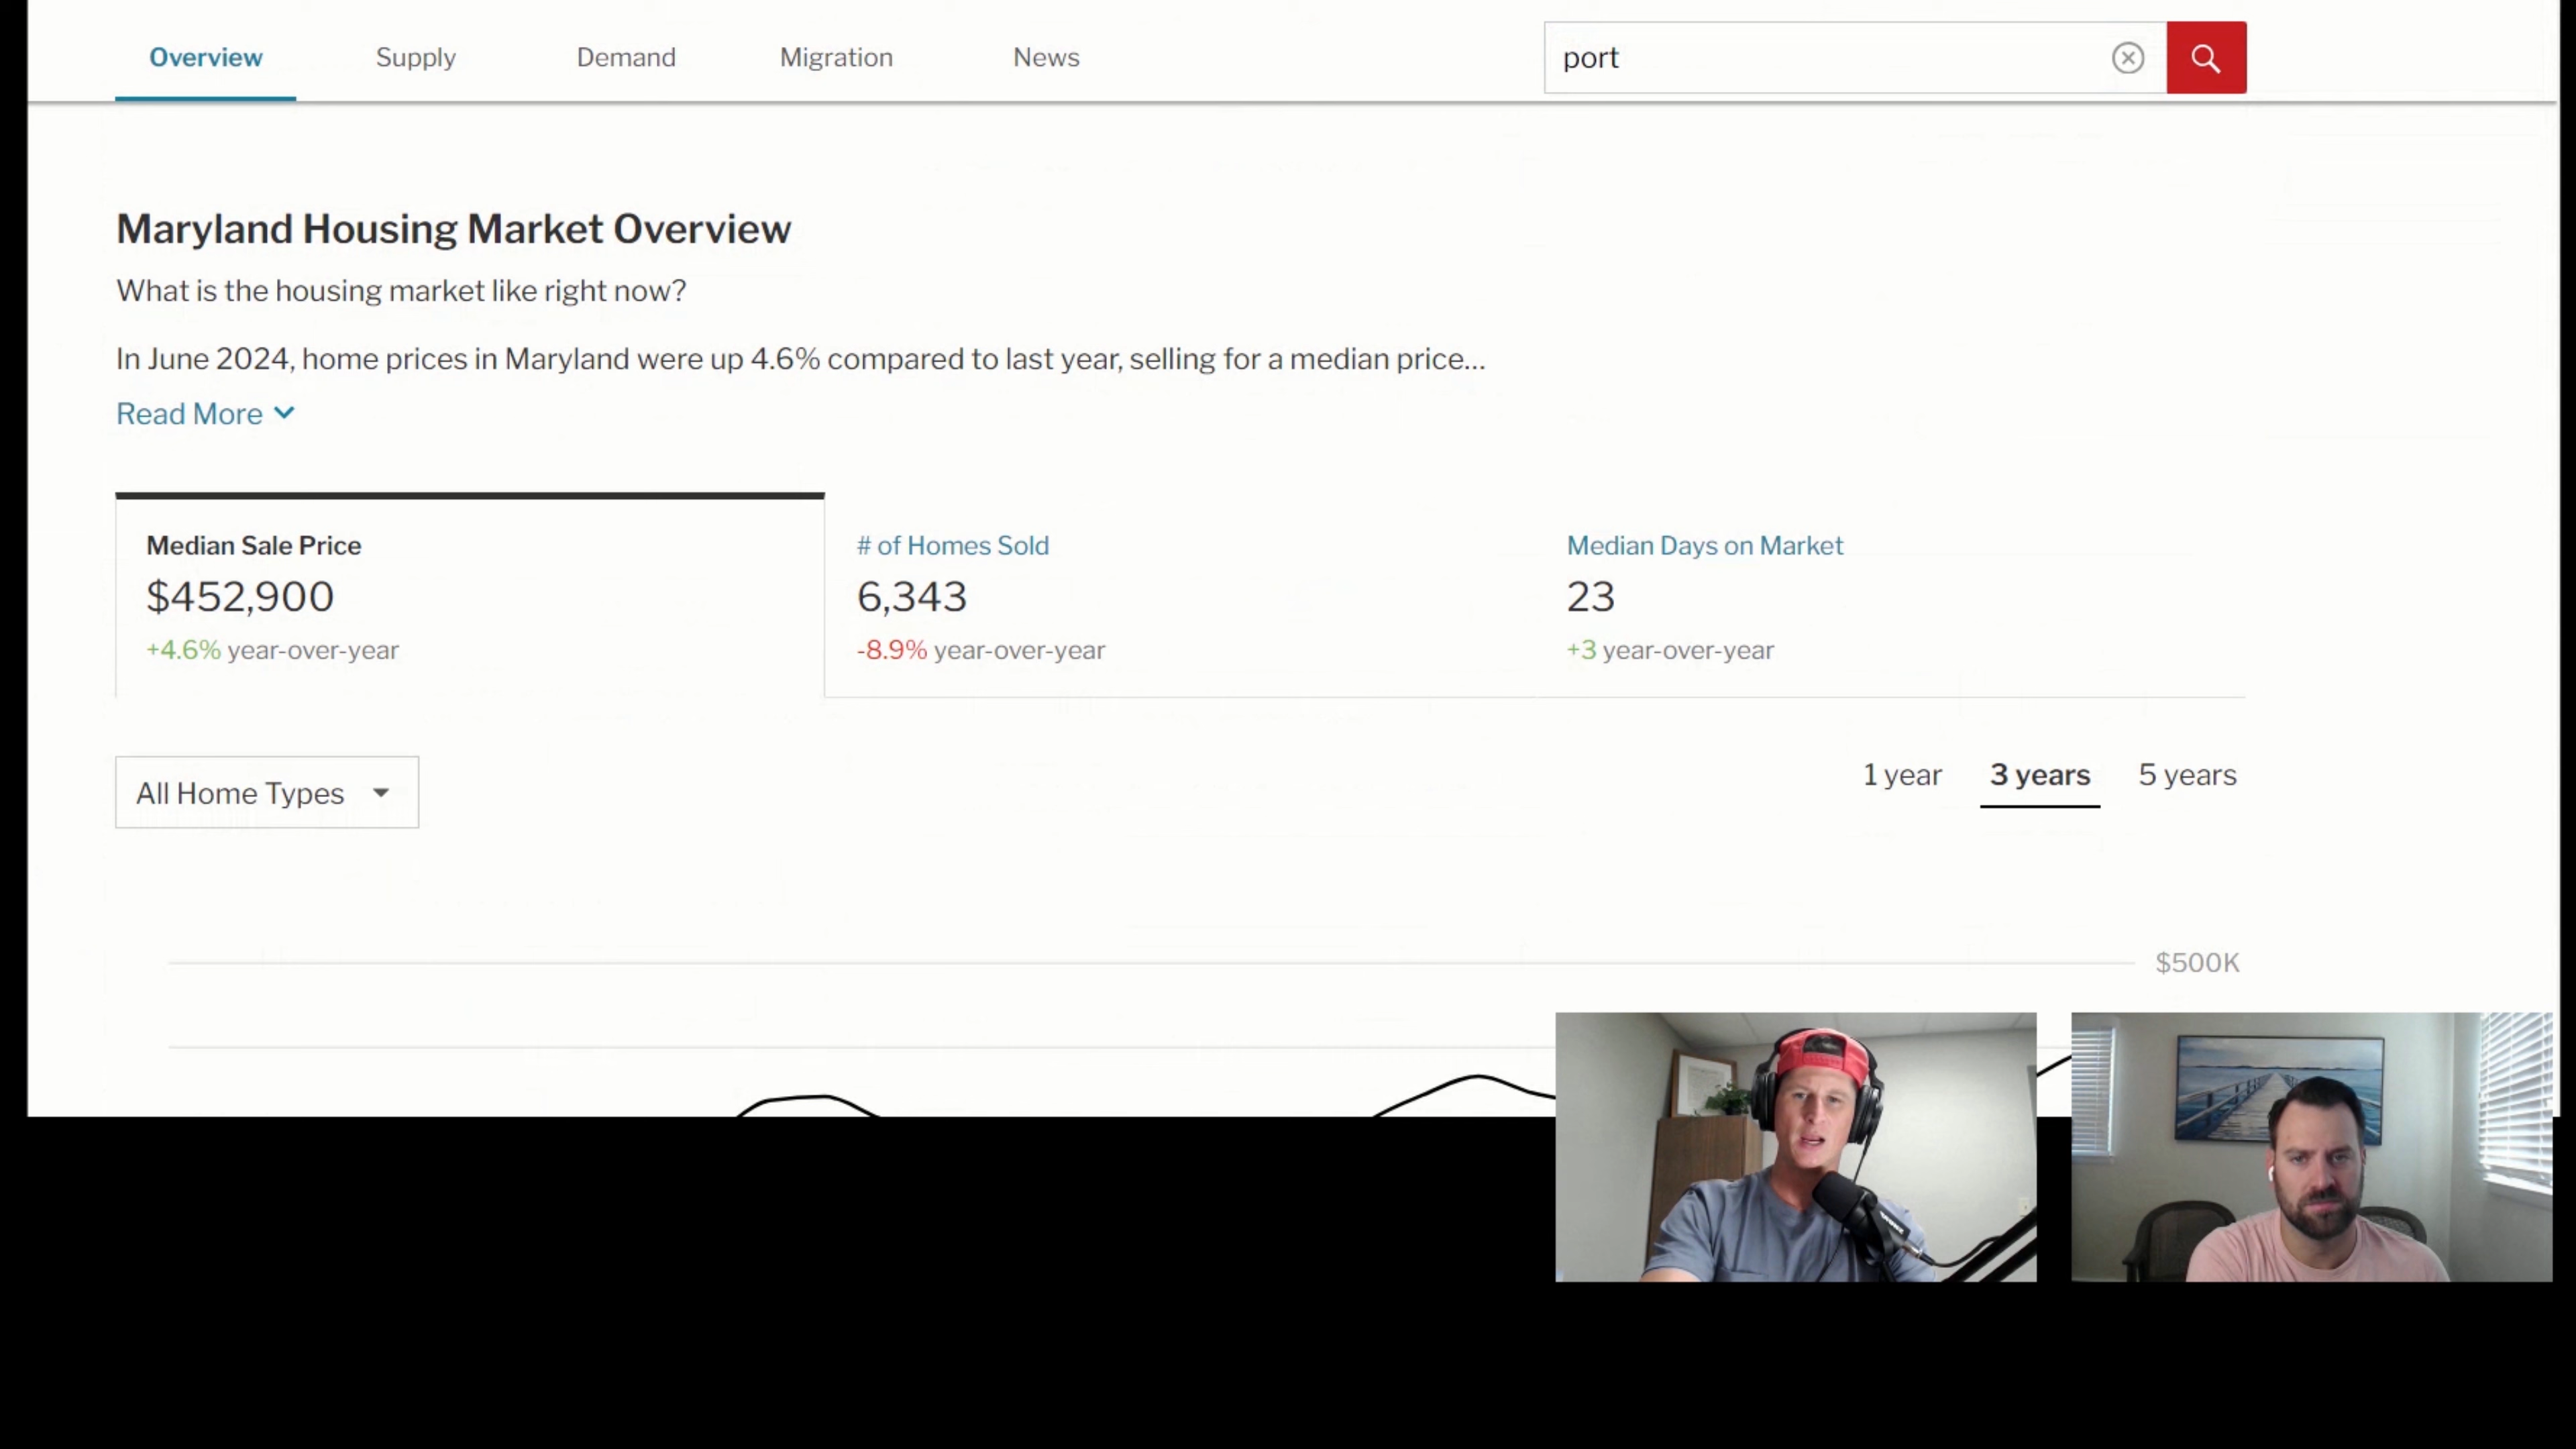 Overview
Supply
Demand
Migration
News
port
Maryland Housing Market Overview
What is the housing market like right now?
In June 2024, home prices in Maryland were up 4.6% compared to last year, selling for a median price...
Read More
Median Sale Price
$452,900
+4.6% year-over-year
# of Homes Sold
6,343
-8.9% year-over-year
Median Days on Market
23
+3 year-over-year
All Home Types
1 year
3 years
5 years
$500K